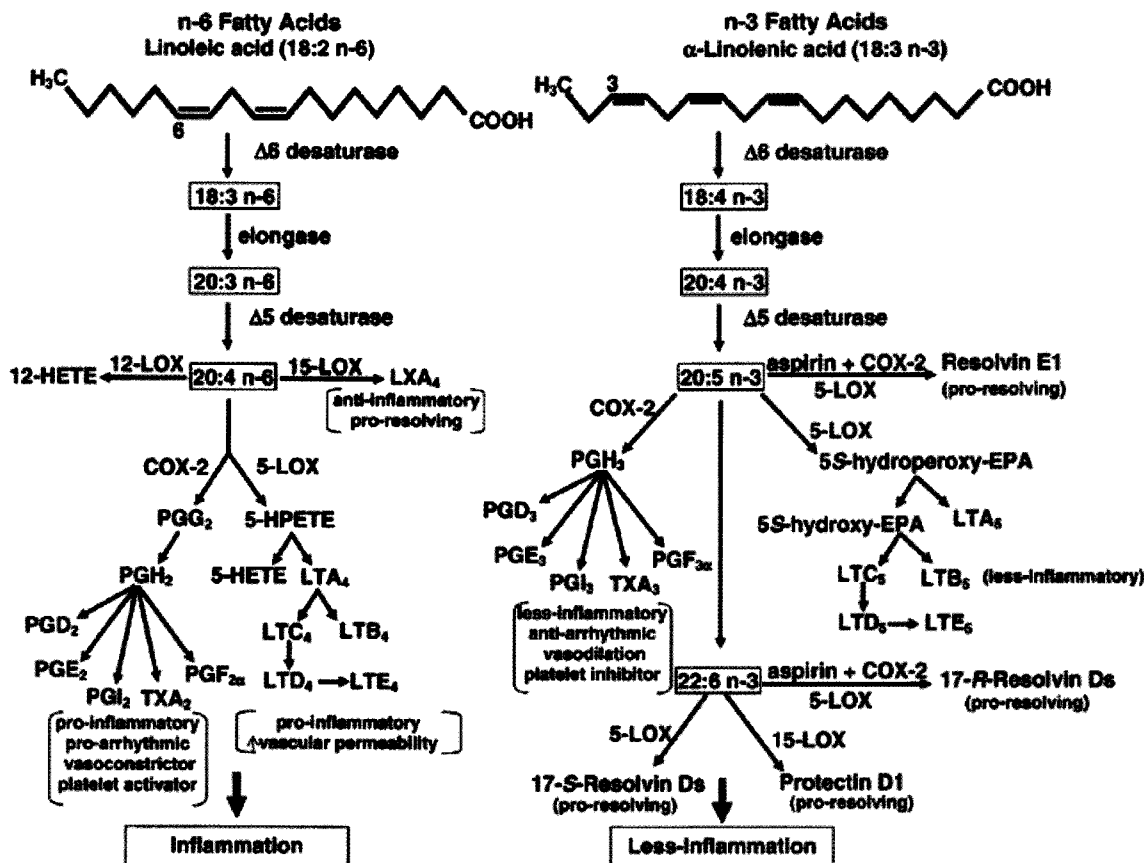 n-6 Fatty Acids
Linoleic acid (18:2 n-6)
H₃C
6
COOH
Δ6 desaturase
18:3 n-6
elongase
20:3 n-6
Δ5 desaturase
12-HETE
12-LOX
20:4 n-6
15-LOX
LXA₄
anti-inflammatory
pro-resolving
COX-2
5-LOX
PGG₂
5-HPETE
PGH₂
5-HETE
LTA₄
PGD₂
PGE₂
PGI₂
TXA₂
PGF₂α
LTC₄
LTB₄
LTD₄
LTE₄
pro-inflammatory
pro-arrhythmic
vasoconstrictor
platelet activator
pro-inflammatory
↑vascular permeability
Inflammation
n-3 Fatty Acids
α-Linolenic acid (18:3 n-3)
H₃C
3
COOH
Δ6 desaturase
18:4 n-3
elongase
20:4 n-3
Δ5 desaturase
20:5 n-3
aspirin + COX-2
5-LOX
Resolvin E1
(pro-resolving)
COX-2
5-LOX
PGH₃
5S-hydroperoxy-EPA
PGD₃
PGE₃
PGI₃
TXA₃
PGF₃α
5S-hydroxy-EPA
LTA₅
LTC₅
LTB₅ (less-inflammatory)
LTD₅
LTE₅
less-inflammatory
anti-arrhythmic
vasodilation
platelet inhibitor
22:6 n-3
aspirin + COX-2
5-LOX
17-R-Resolvin Ds
(pro-resolving)
5-LOX
15-LOX
17-S-Resolvin Ds
(pro-resolving)
Protectin D1
(pro-resolving)
Less-inflammation